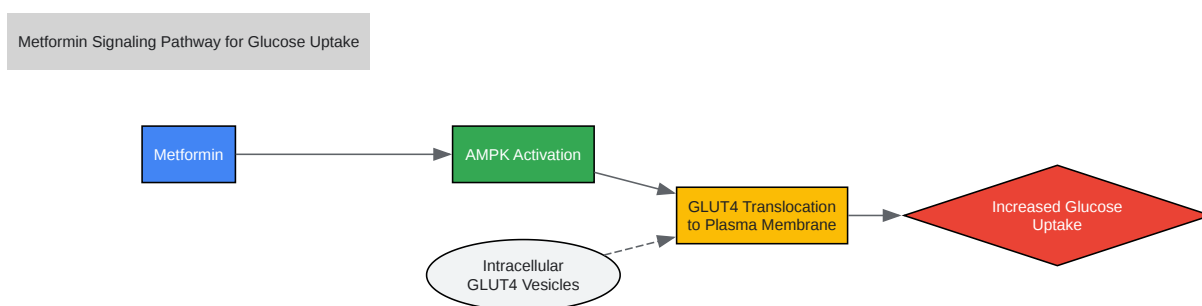 Metformin Signaling Pathway for Glucose Uptake
Metformin
AMPK Activation
GLUT4 Translocation
to Plasma Membrane
Increased Glucose
Uptake
Intracellular
GLUT4 Vesicles